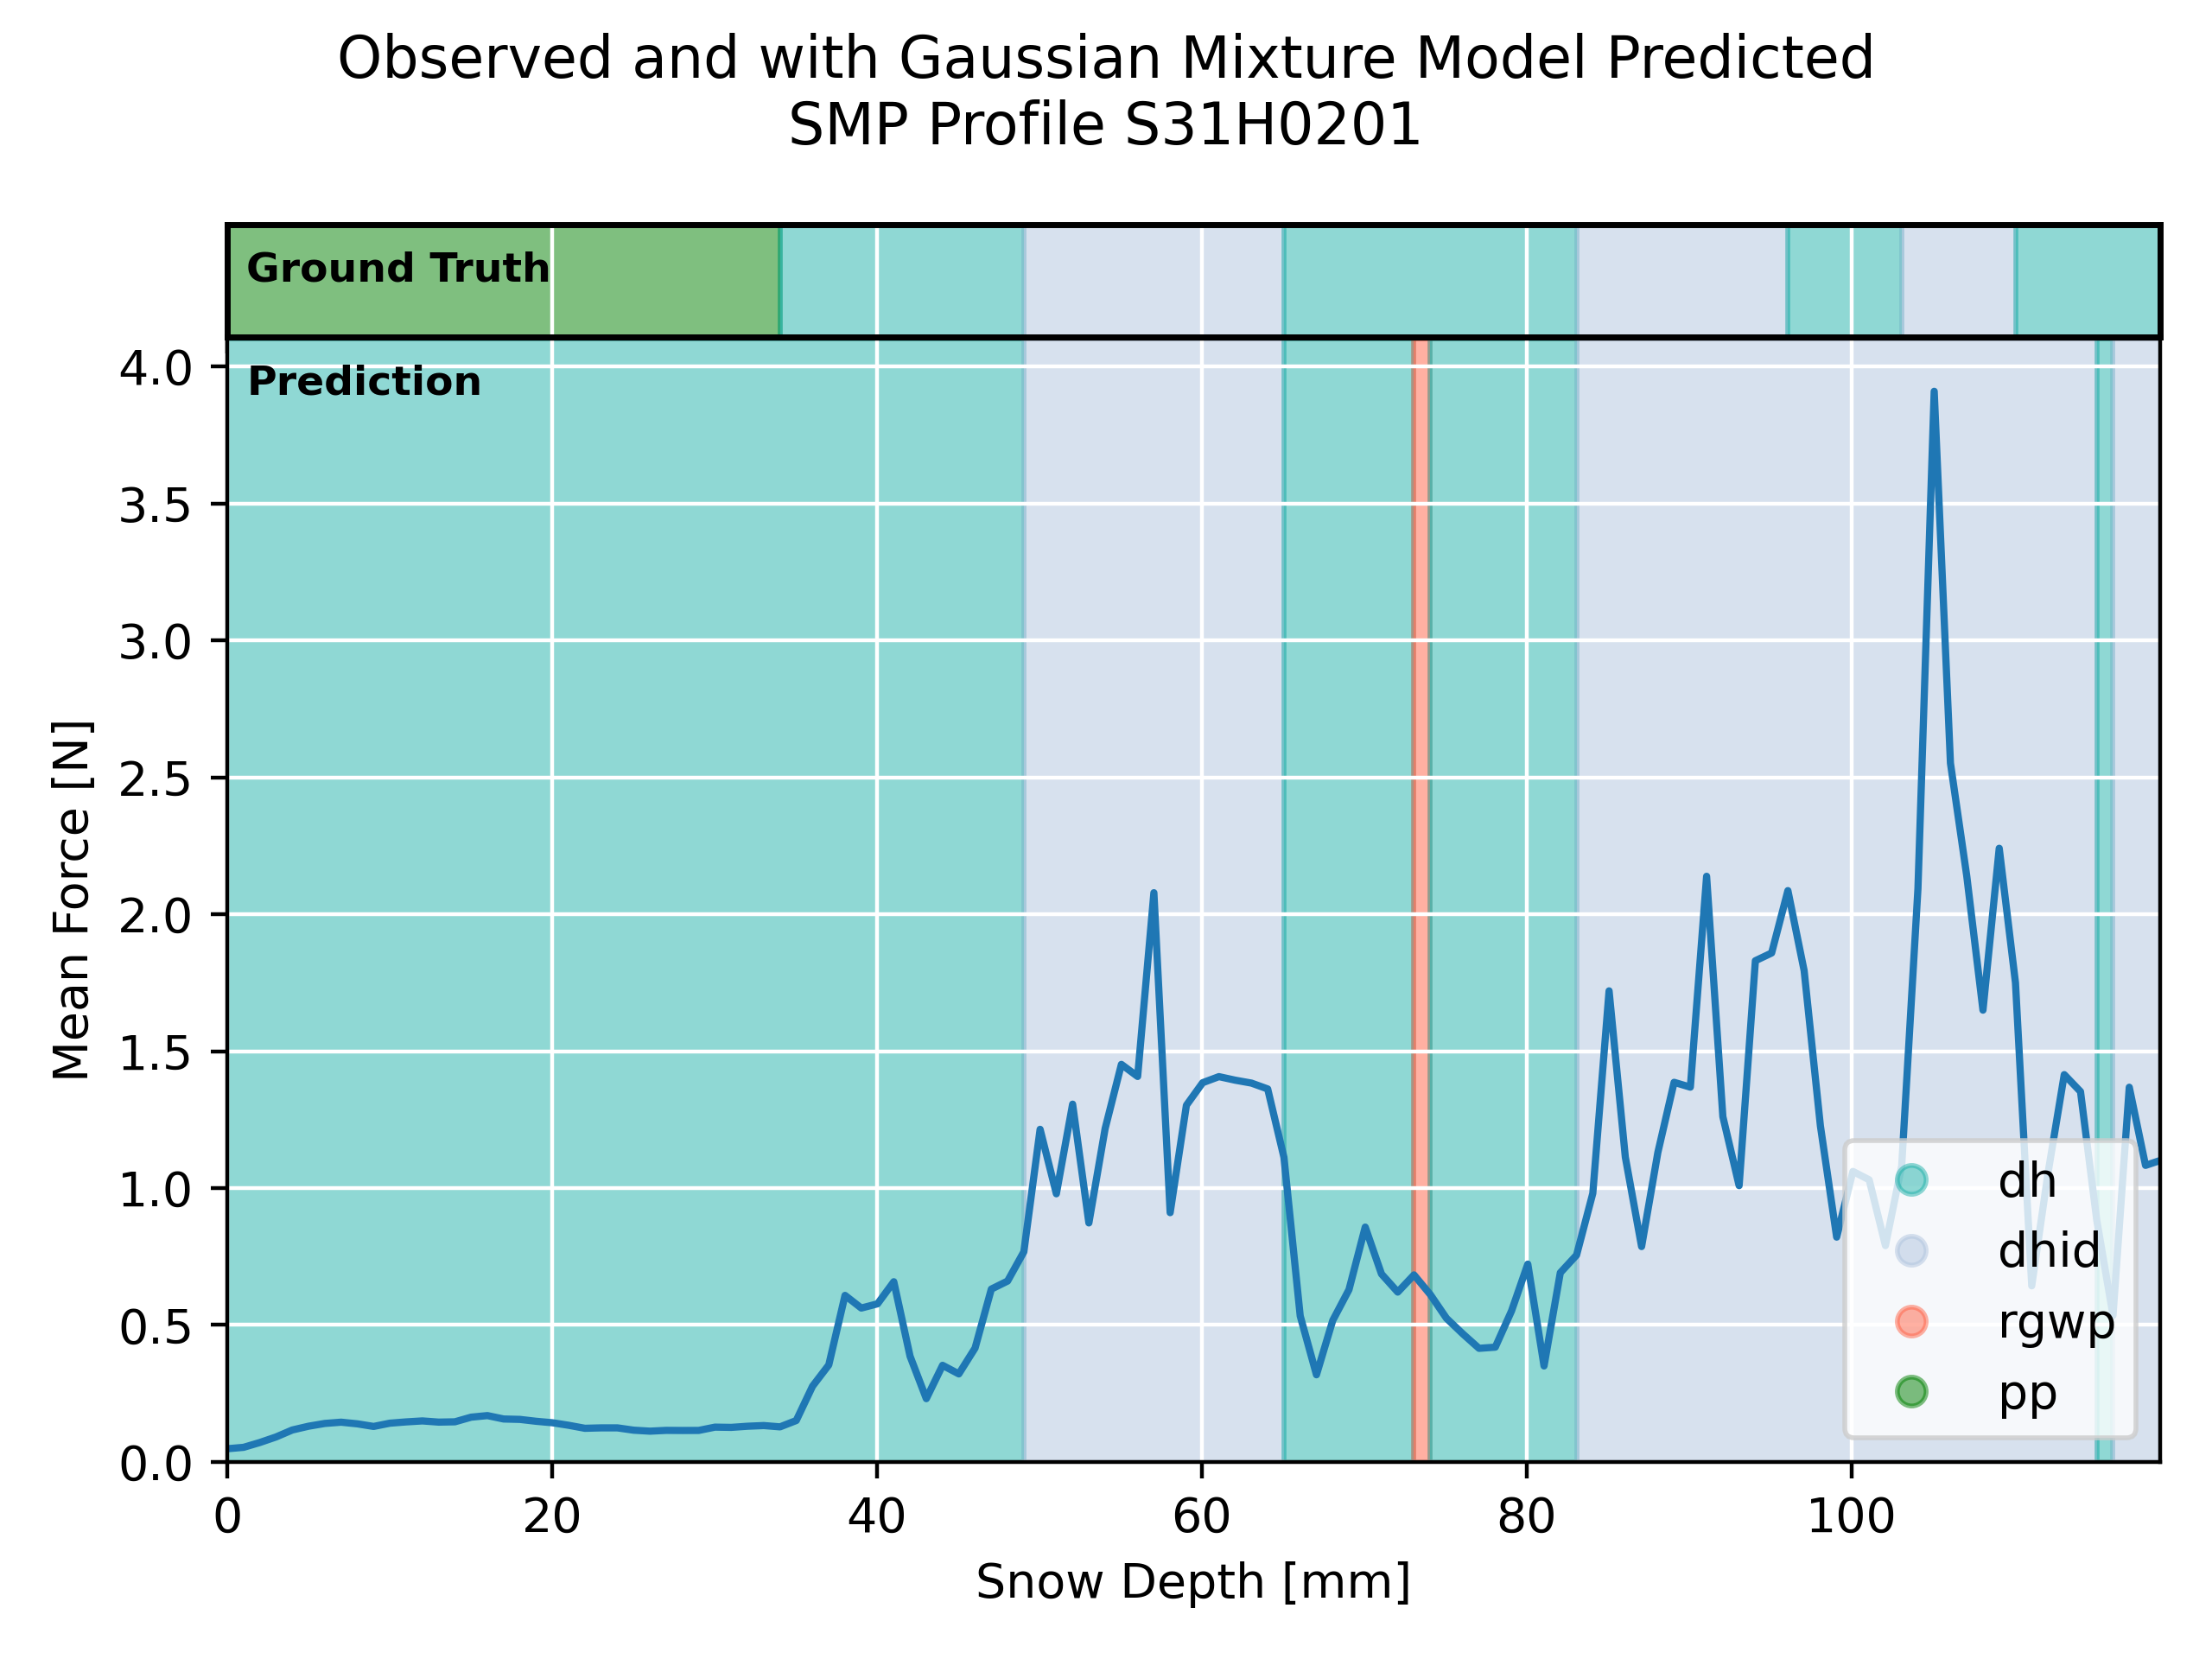 Observed and with Gaussian Mixture Model Predicted
SMP Profile S31H0201
Ground Truth
Prediction
4.0
3.5
3.0
2.5
2.0
1.5
1.0
0.5
0.0
Mean Force [N]
dh
dhid
rgwp
pp
0 20 40 60 80 100
Snow Depth [mm]